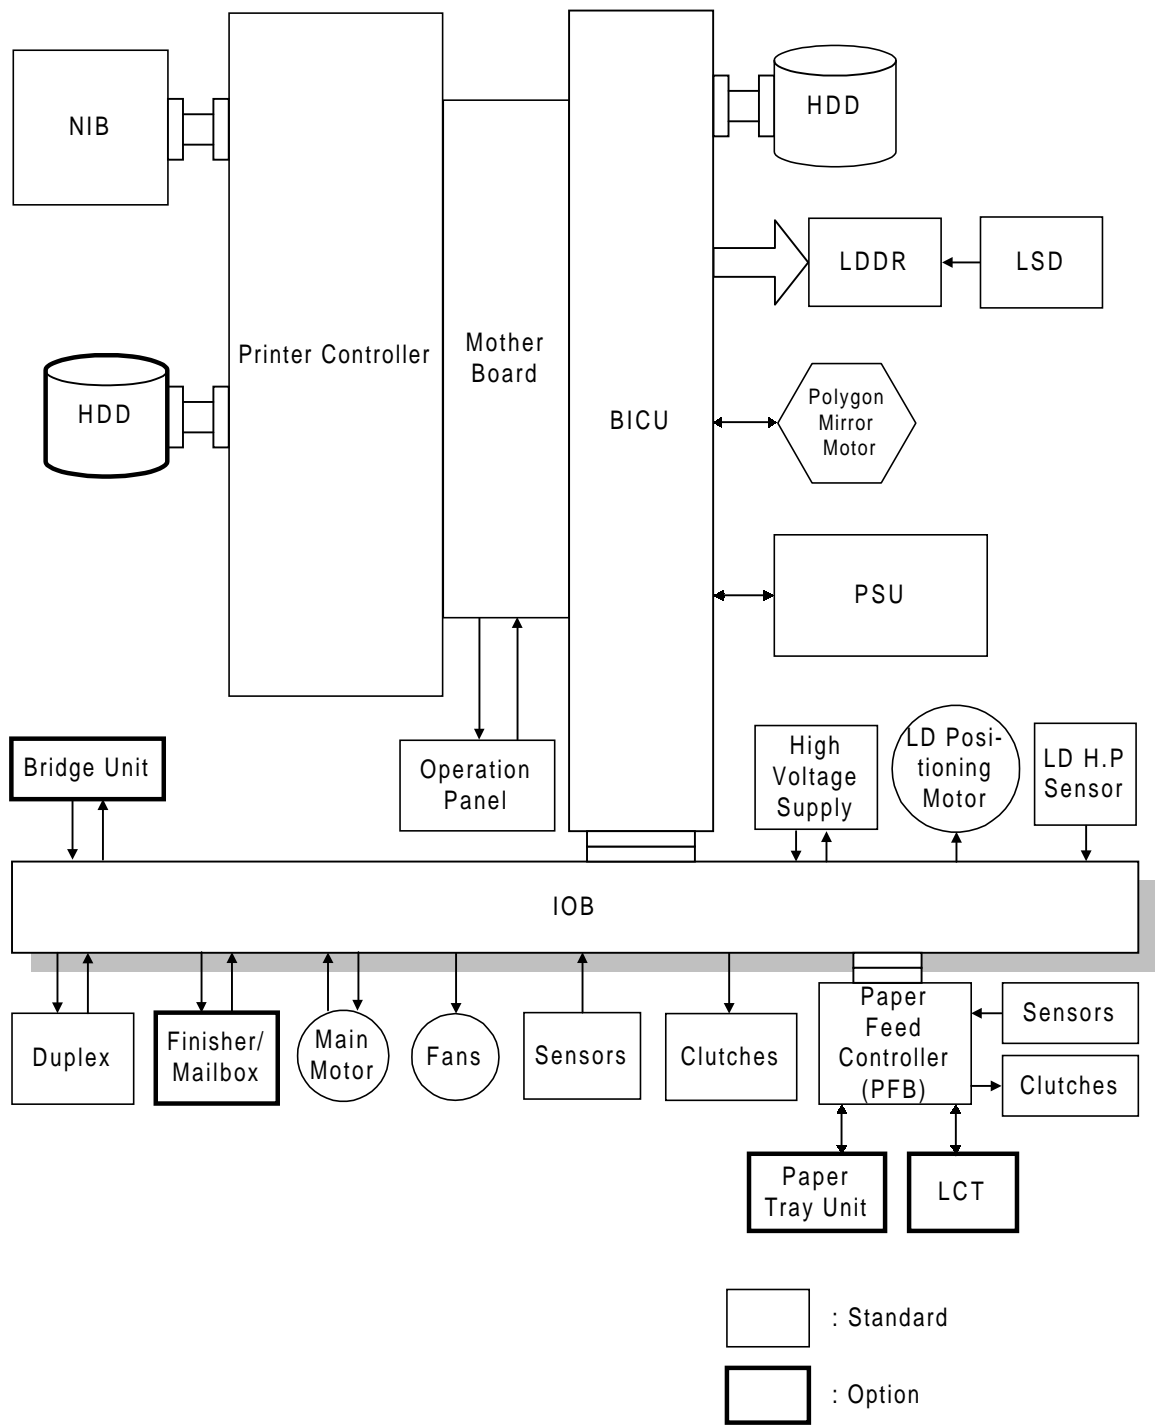 NIB
HDD
LDDR
LSD
Printer Controller
Mother
Board
HDD
BICU
Polygon
Mirror
Motor
PSU
Bridge Unit
Operation
Panel
High
Voltage
Supply
LD Posi-
tioning
Motor
LD H.P
Sensor
IOB
Duplex
Finisher/
Mailbox
Main
Motor
Fans
Sensors
Clutches
Paper
Feed
Controller
(PFB)
Sensors
Clutches
Paper
Tray Unit
LCT
: Standard
: Option